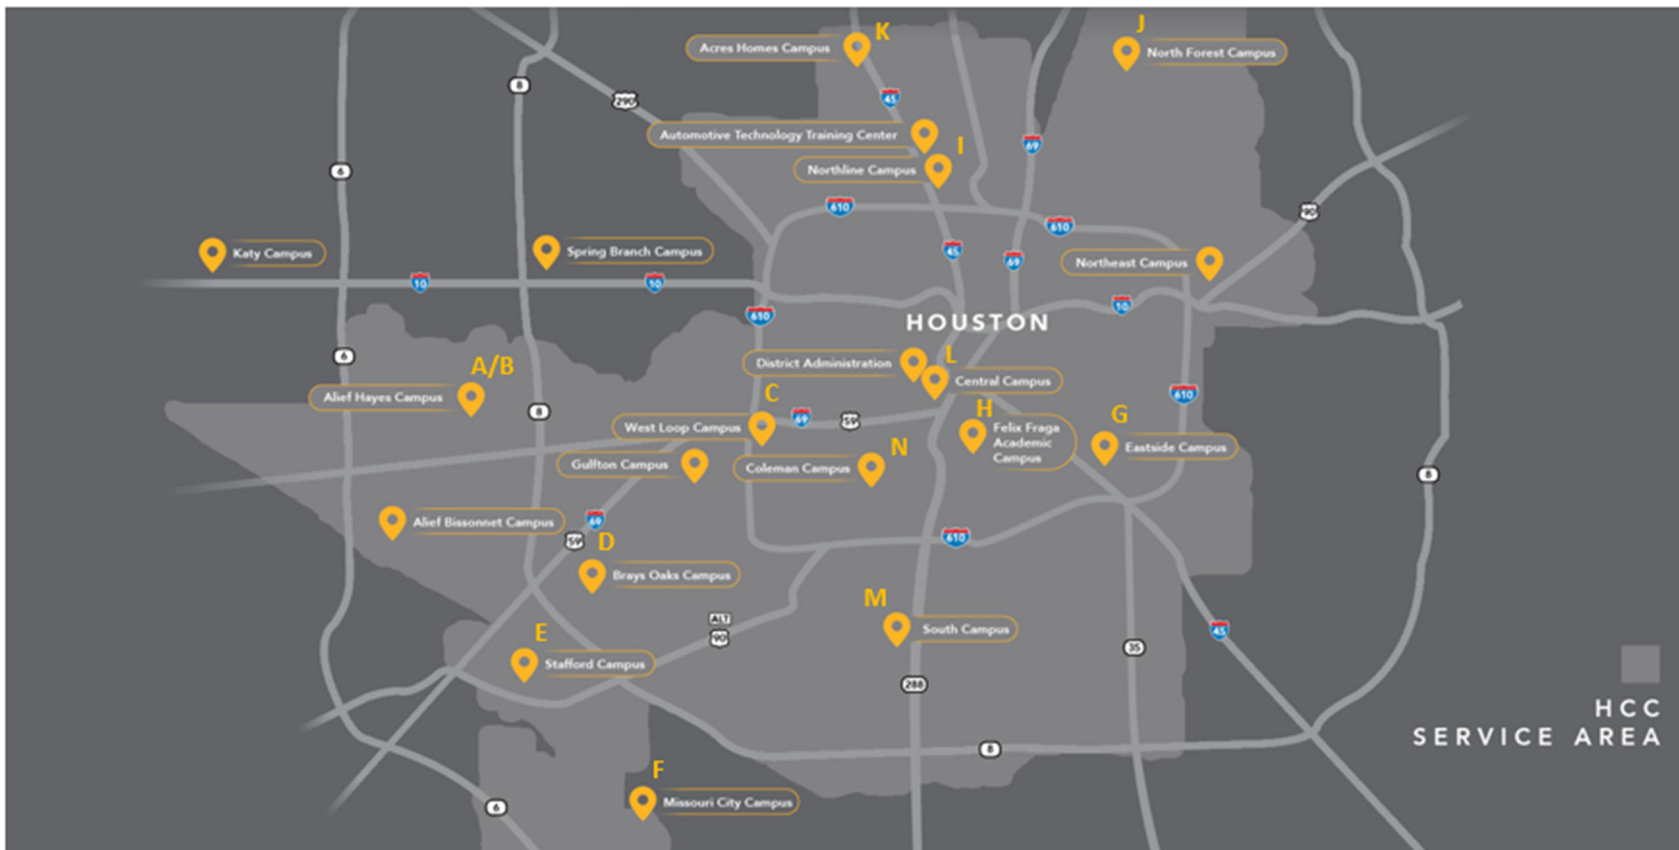 J
K
Acres Homes Campus
North Forest Campus
8
290
45
Automotive Technology Training Center
I
69
Northline Campus
6
610
90
610
Katy Campus
Spring Branch Campus
45
69
Northeast Campus
10
10
10
610
HOUSTON
6
District Administration
L
A/B
Central Campus
Alief Hayes Campus
C
610
8
H
G
West Loop Campus
69
59
Felix Fraga
Academic
Campus
Eastside Campus
N
Gulfton Campus
Coleman Campus
8
Alief Bissonnet Campus
69
59
D
610
Brays Oaks Campus
M
ALT
90
South Campus
45
E
35
Stafford Campus
288
HCC
SERVICE AREA
8
F
Missouri City Campus
6